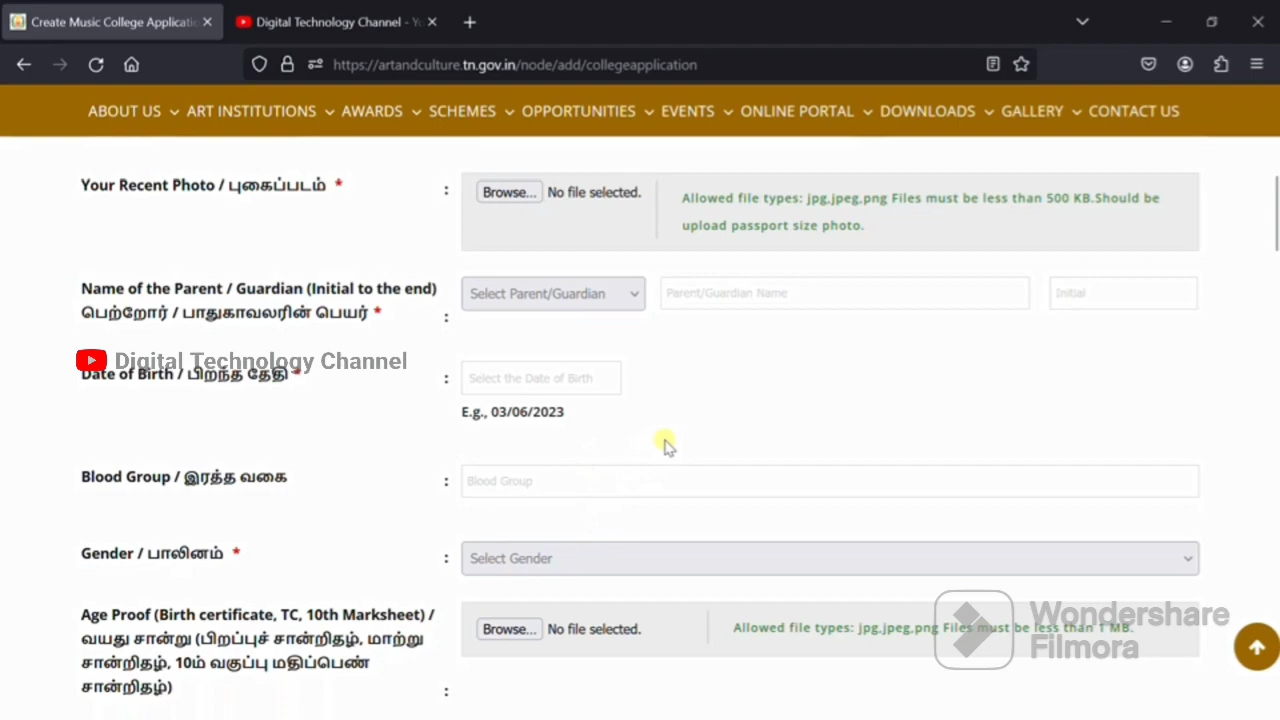 Create Music College Applicati
Digital Technology Channel - Y
https://artandculture.tn.gov.in/node/add/collegeapplication
ABOUT US ART INSTITUTIONS AWARDS SCHEMES OPPORTUNITIES EVENTS ONLINE PORTAL DOWNLOADS GALLERY CONTACT US
Your Recent Photo / புகைப்படம் * :
Browse... No file selected.
Allowed file types: jpg,jpeg,png Files must be less than 500 KB.Should be
upload passport size photo.
Name of the Parent / Guardian (Initial to the end)
பெற்றோர் / பாதுகாவலரின் பெயர் * :
Select Parent/Guardian Parent/Guardian Name Initial
Digital Technology Channel
Date of Birth / பிறந்த தேதி * : Select the Date of Birth
E.g., 03/06/2023
Blood Group / இரத்த வகை : Blood Group
Gender / பாலினம் * : Select Gender
Age Proof (Birth certificate, TC, 10th Marksheet) /
வயது சான்று (பிறப்புச் சான்றிதழ், மாற்று
சான்றிதழ், 10ம் வகுப்பு மதிப்பெண்
சான்றிதழ்) :
Browse... No file selected. Allowed file types: jpg,jpeg,png Files must be less than 1 MB.
Wondershare
Filmora